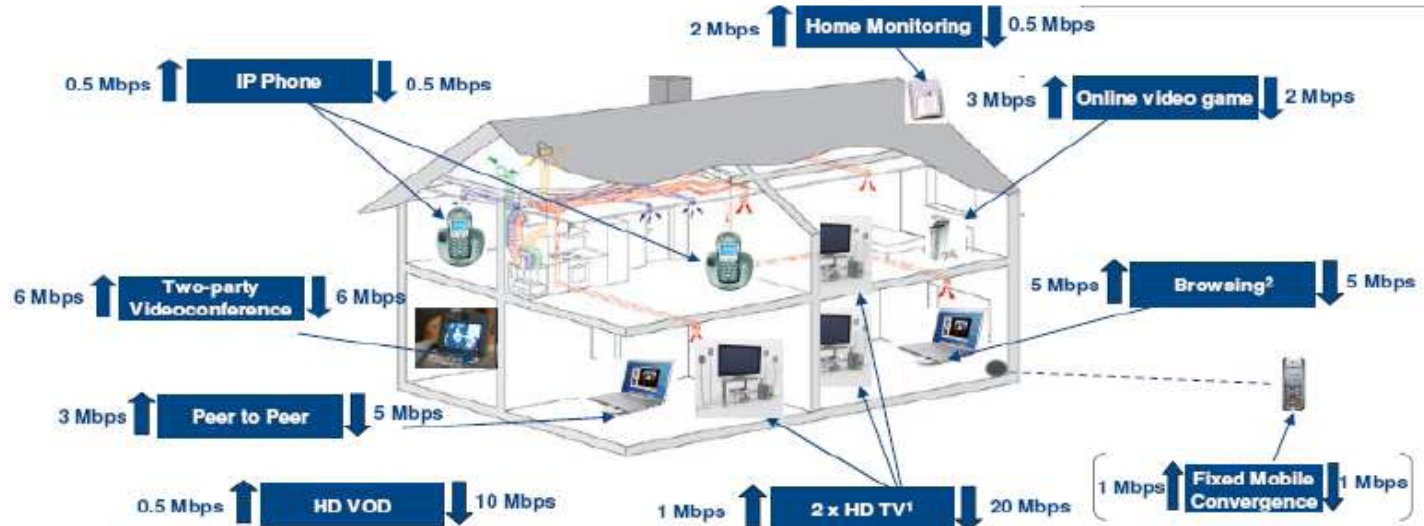 2 Mbps Home Monitoring 0.5 Mbps
0.5 Mbps IP Phone 0.5 Mbps
3 Mbps Online video game 2 Mbps
6 Mbps Two-party Videoconference 6 Mbps
5 Mbps Browsing² 5 Mbps
3 Mbps Peer to Peer 5 Mbps
0.5 Mbps HD VOD 10 Mbps
1 Mbps 2 x HD TV¹ 20 Mbps
1 Mbps Fixed Mobile Convergence 1 Mbps